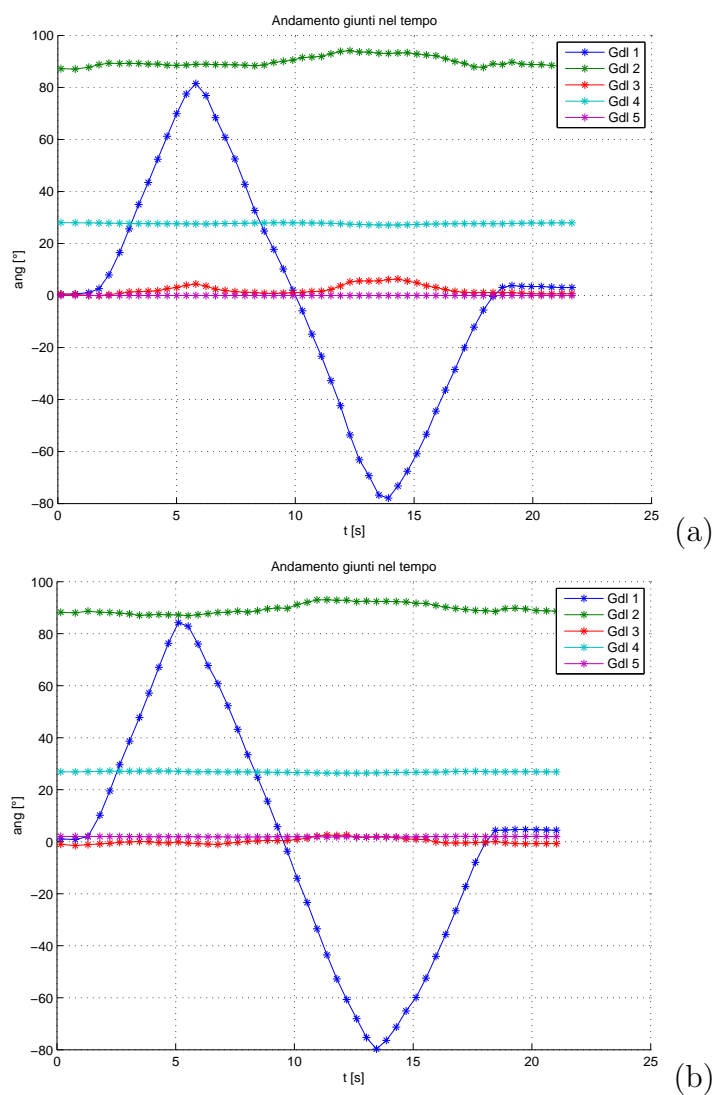 Andamento giunti nel tempo
100
80
60
40
20
0
−20
−40
−60
−80
ang [°]
0 5 10 15 20 25
t [s]
Gdl 1
Gdl 2
Gdl 3
Gdl 4
Gdl 5
(a)
Andamento giunti nel tempo
100
80
60
40
20
0
−20
−40
−60
−80
ang [°]
0 5 10 15 20 25
t [s]
Gdl 1
Gdl 2
Gdl 3
Gdl 4
Gdl 5
(b)